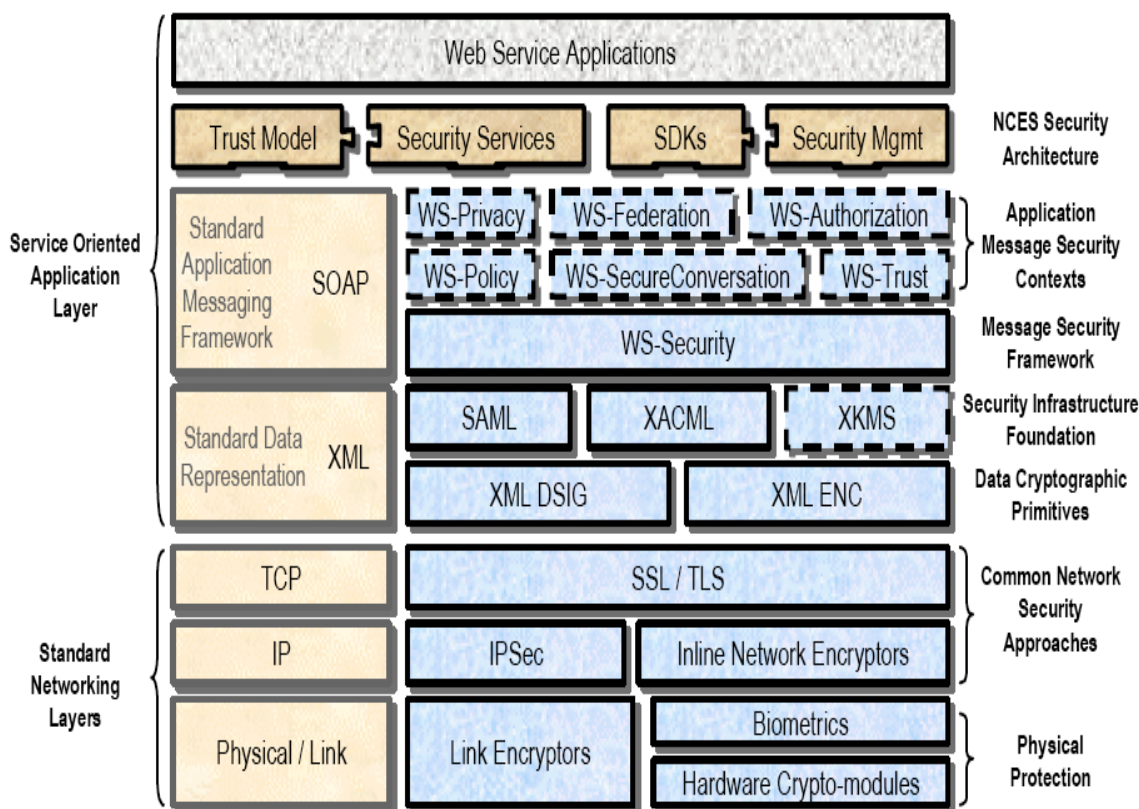 Web Service Applications
Trust Model
Security Services
SDKs
Security Mgmt
NCES Security
Architecture
Service Oriented
Application
Layer
Standard
Application
Messaging
Framework
SOAP
WS-Privacy
WS-Federation
WS-Authorization
WS-Policy
WS-SecureConversation
WS-Trust
Application
Message Security
Contexts
WS-Security
Message Security
Framework
Standard Data
Representation
XML
SAML
XACML
XKMS
Security Infrastructure
Foundation
XML DSIG
XML ENC
Data Cryptographic
Primitives
Standard
Networking
Layers
TCP
SSL / TLS
IP
IPSec
Inline Network Encryptors
Common Network
Security
Approaches
Physical / Link
Link Encryptors
Biometrics
Hardware Crypto-modules
Physical
Protection